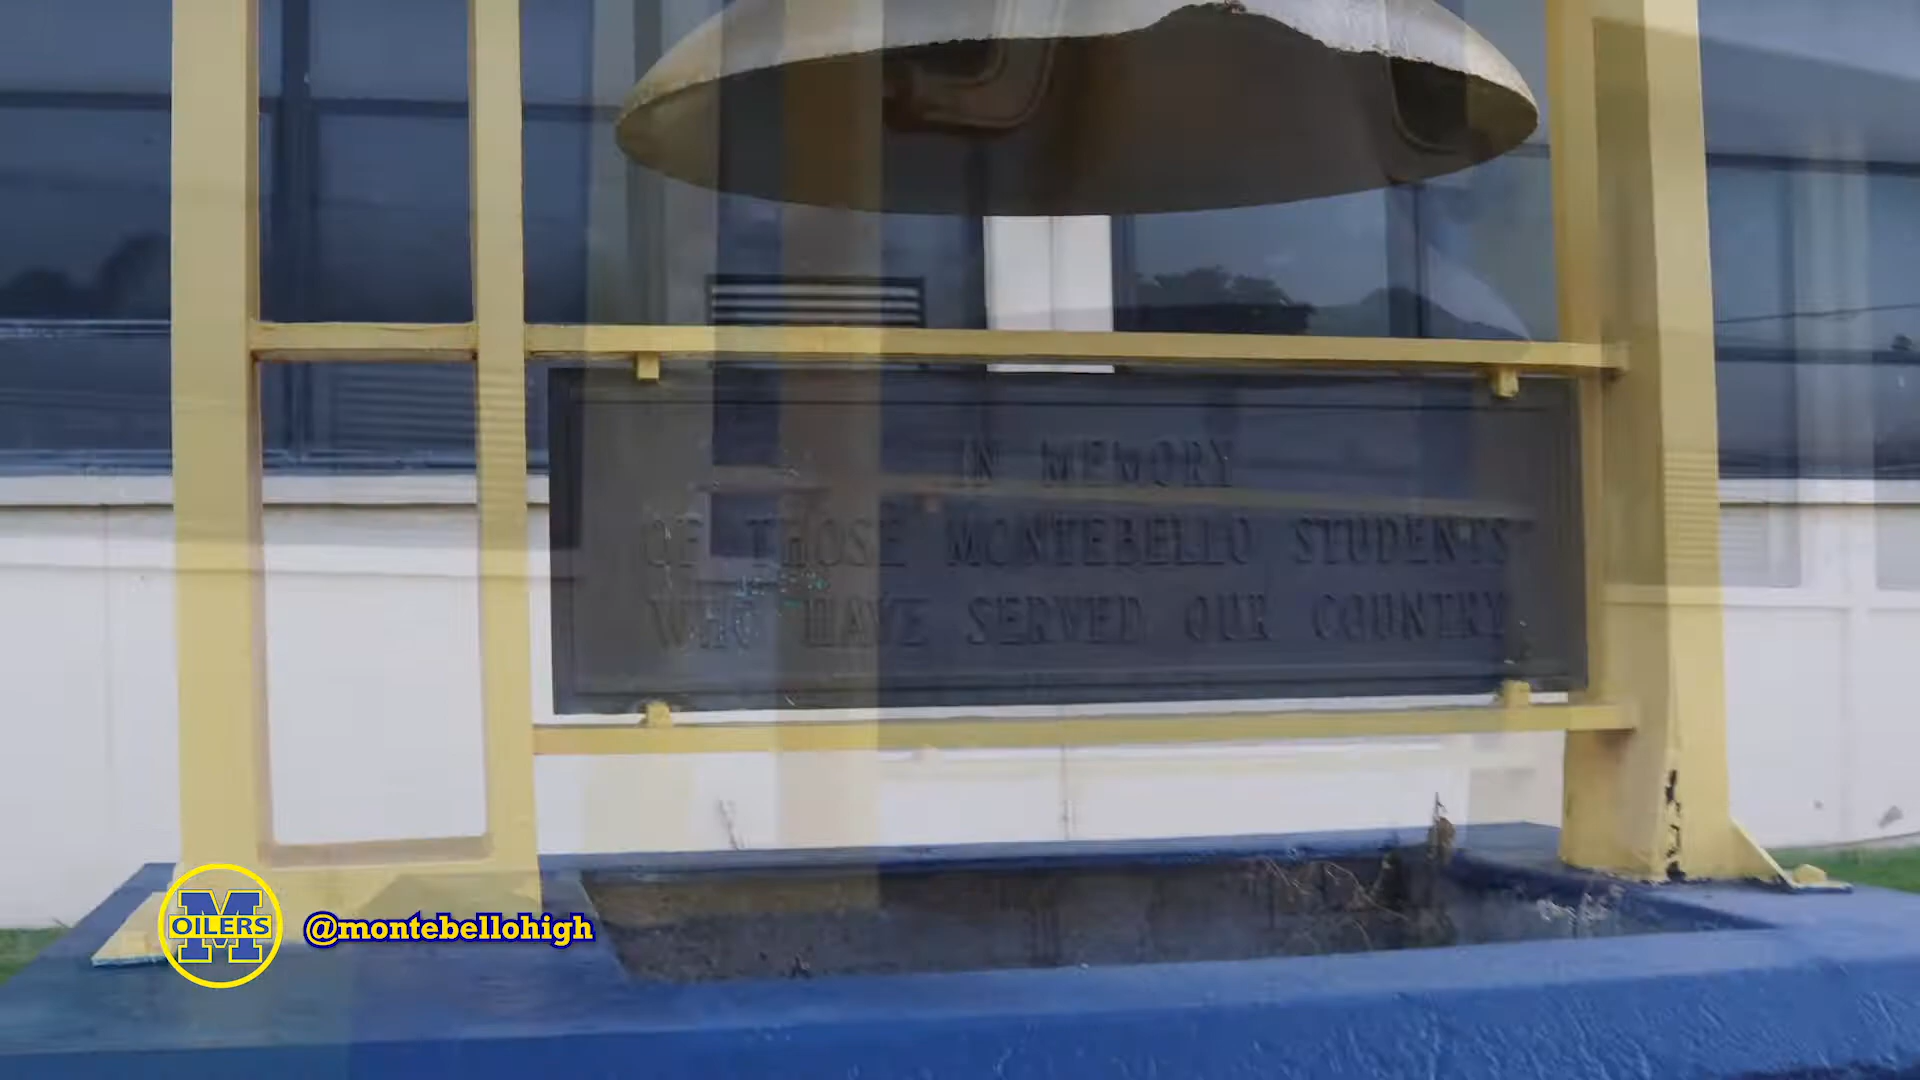 IN MEMORY
OF THOSE MONTEBELLO STUDENTS
WHO HAVE SERVED OUR COUNTRY
M
OILERS
@montebellohigh